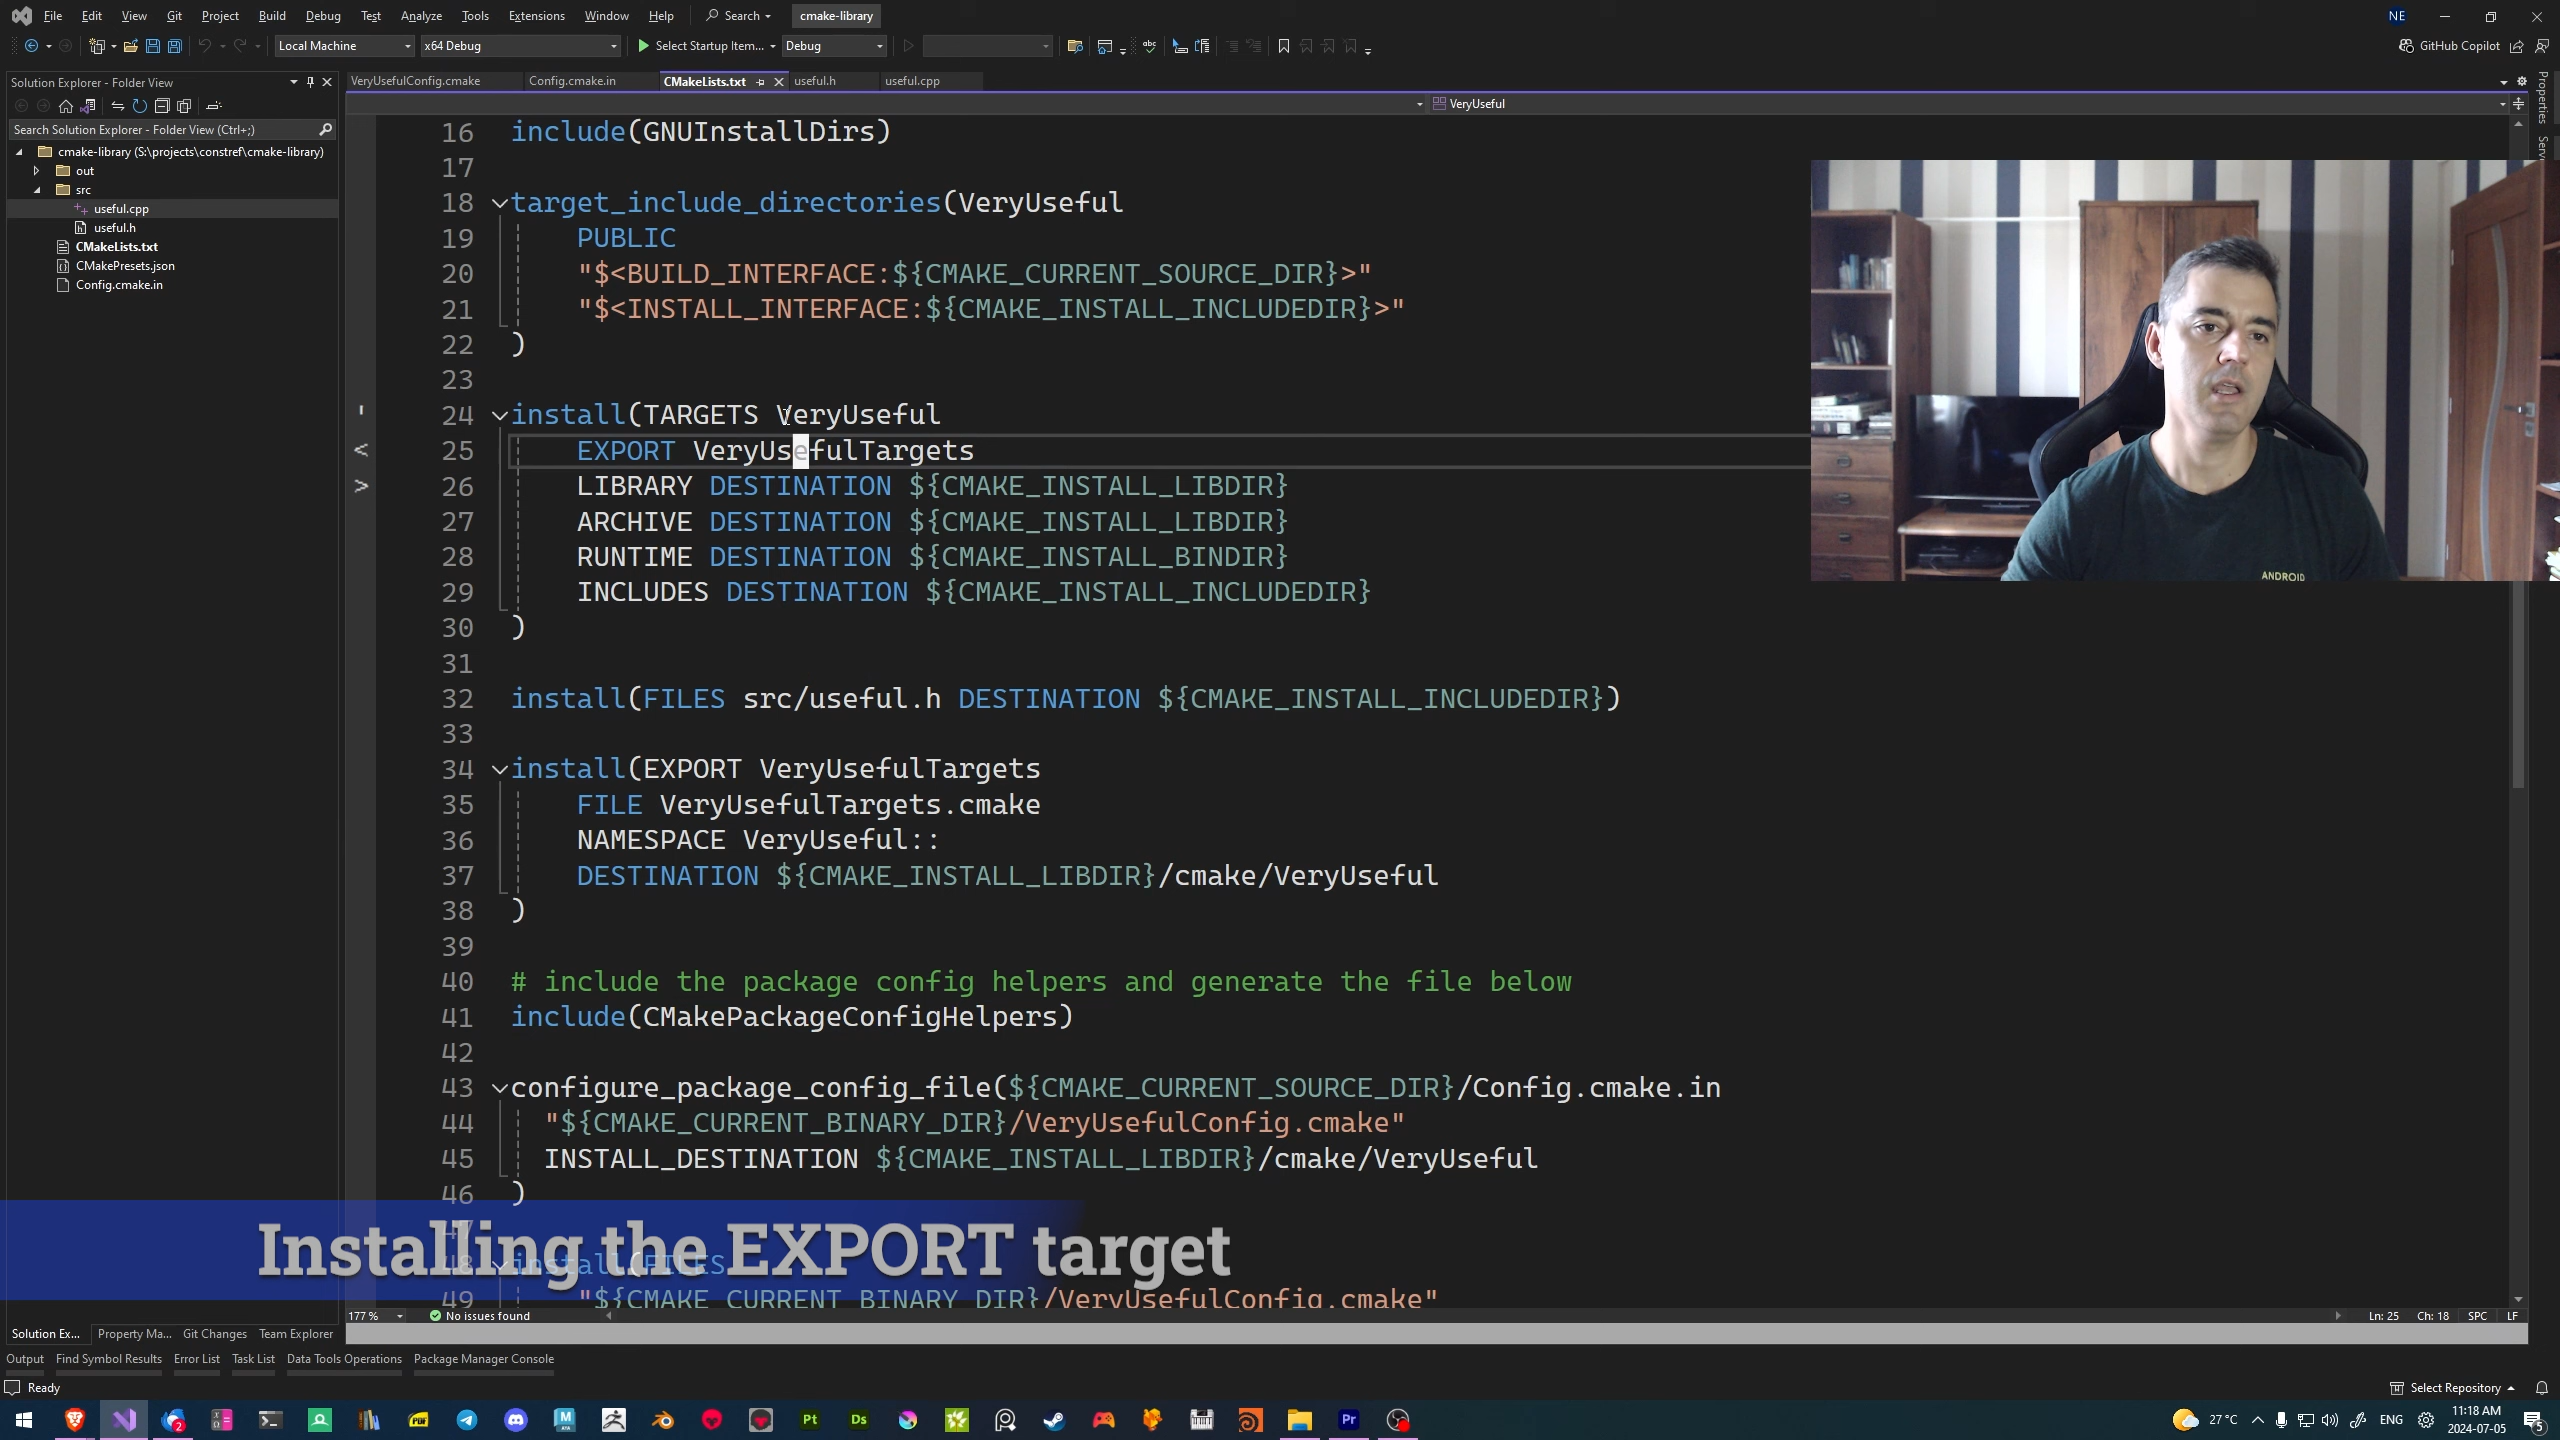 File Edit View Git Project Build Debug Test Analyze Tools Extensions Window Help Search cmake-library NE
Local Machine x64 Debug Select Startup Item... Debug GitHub Copilot
Solution Explorer - Folder View
Search Solution Explorer - Folder View (Ctrl+;)
cmake-library (S:\projects\constref\cmake-library)
out
src
useful.cpp
useful.h
CMakeLists.txt
CMakePresets.json
Config.cmake.in
VeryUsefulConfig.cmake Config.cmake.in CMakeLists.txt useful.h useful.cpp
VeryUseful
Properties
16 include(GNUInstallDirs)
17
18 target_include_directories(VeryUseful
19 PUBLIC
20 "$<BUILD_INTERFACE:${CMAKE_CURRENT_SOURCE_DIR}>"
21 "$<INSTALL_INTERFACE:${CMAKE_INSTALL_INCLUDEDIR}>"
22 )
23
24 install(TARGETS VeryUseful
25 EXPORT VeryUsefulTargets
26 LIBRARY DESTINATION ${CMAKE_INSTALL_LIBDIR}
27 ARCHIVE DESTINATION ${CMAKE_INSTALL_LIBDIR}
28 RUNTIME DESTINATION ${CMAKE_INSTALL_BINDIR}
29 INCLUDES DESTINATION ${CMAKE_INSTALL_INCLUDEDIR}
30 )
31
32 install(FILES src/useful.h DESTINATION ${CMAKE_INSTALL_INCLUDEDIR})
33
34 install(EXPORT VeryUsefulTargets
35 FILE VeryUsefulTargets.cmake
36 NAMESPACE VeryUseful::
37 DESTINATION ${CMAKE_INSTALL_LIBDIR}/cmake/VeryUseful
38 )
39
40 # include the package config helpers and generate the file below
41 include(CMakePackageConfigHelpers)
42
43 configure_package_config_file(${CMAKE_CURRENT_SOURCE_DIR}/Config.cmake.in
44 "${CMAKE_CURRENT_BINARY_DIR}/VeryUsefulConfig.cmake"
45 INSTALL_DESTINATION ${CMAKE_INSTALL_LIBDIR}/cmake/VeryUseful
46 )
48 install(FILES
49 "${CMAKE_CURRENT_BINARY_DIR}/VeryUsefulConfig.cmake"
ANDROID
Installing the EXPORT target
177 % No issues found Ln: 25 Ch: 18 SPC LF
Solution Ex... Property Ma... Git Changes Team Explorer
Output Find Symbol Results Error List Task List Data Tools Operations Package Manager Console
Ready Select Repository
27°C ENG 11:18 AM
2024-07-05